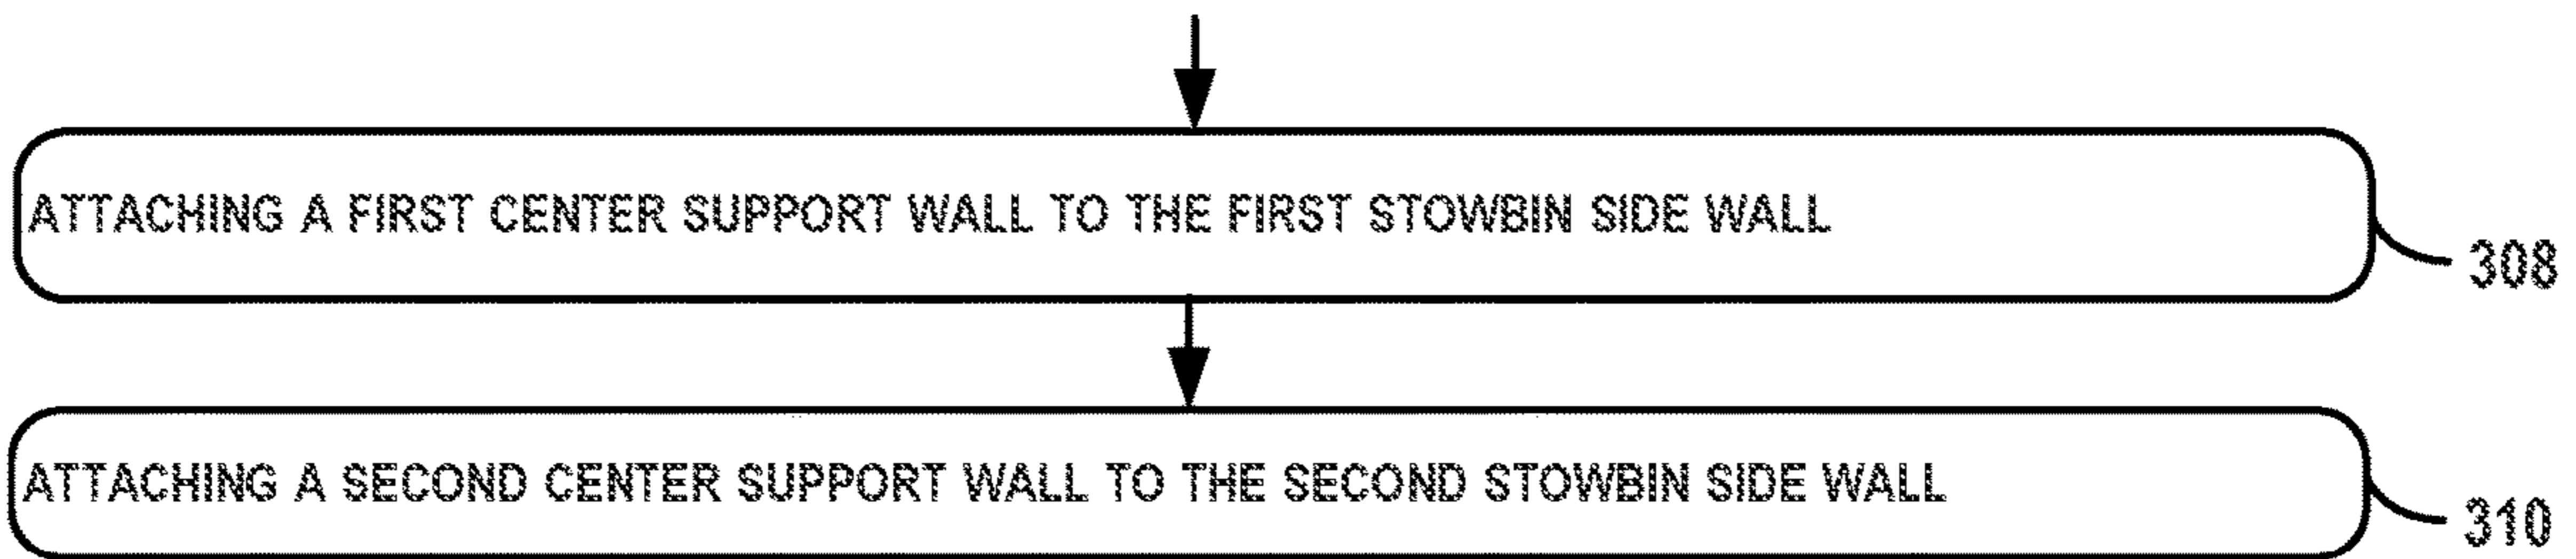 ATTACHING A FIRST CENTER SUPPORT WALL TO THE FIRST STOWBIN SIDE WALL
308
ATTACHING A SECOND CENTER SUPPORT WALL TO THE SECOND STOWBIN SIDE WALL
310